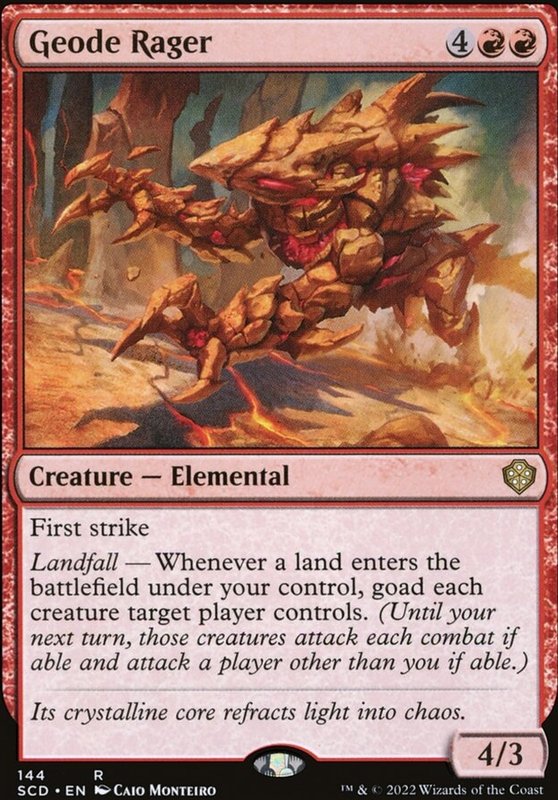 Geode Rager 4
Creature — Elemental
First strike
Landfall — Whenever a land enters the
battlefield under your control, goad each
creature target player controls. (Until your
next turn, those creatures attack each combat if
able and attack a player other than you if able.)
Its crystalline core refracts light into chaos.
4/3
144 R
SCD • EN Caio Monteiro
™ & © 2022 Wizards of the Coast